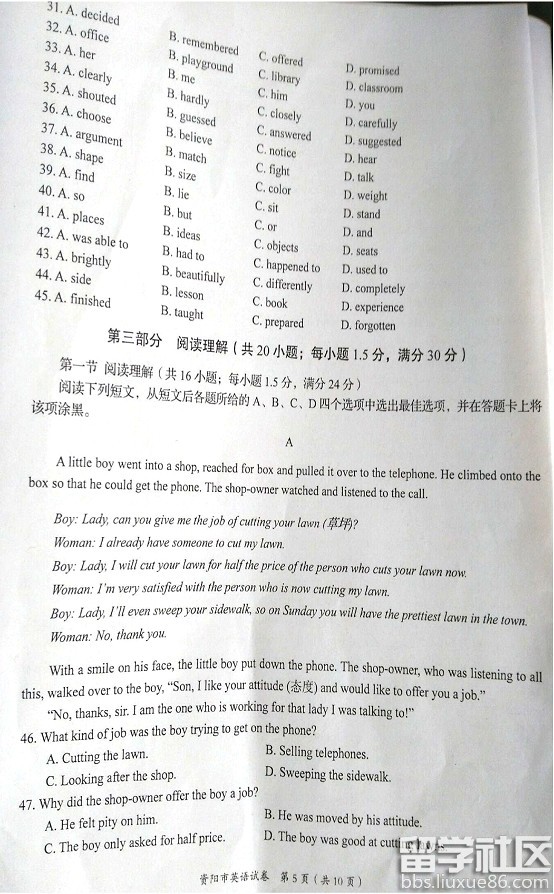 31. A. decided B. remembered C. offered D. promised
32. A. office B. playground C. library D. classroom
33. A. her B. me C. him D. you
34. A. clearly B. hardly C. closely D. carefully
35. A. shouted B. guessed C. answered D. suggested
36. A. choose B. believe C. notice D. hear
37. A. argument B. match C. fight D. talk
38. A. shape B. size C. color D. weight
39. A. find B. lie C. sit D. stand
40. A. so B. but C. or D. and
41. A. places B. ideas C. objects D. seats
42. A. was able to B. had to C. happened to D. used to
43. A. brightly B. beautifully C. differently D. completely
44. A. side B. lesson C. book D. experience
45. A. finished B. taught C. prepared D. forgotten
第三部分 阅读理解（共20小题；每小题1.5分，满分30分）
第一节 阅读理解（共16小题；每小题1.5分，满分24分）
阅读下列短文，从短文后各题所给的A、B、C、D四个选项中选出最佳选项，并在答题卡上将
该项涂黑。
A
A little boy went into a shop, reached for box and pulled it over to the telephone. He climbed onto the
box so that he could get the phone. The shop-owner watched and listened to the call.
Boy: Lady, can you give me the job of cutting your lawn (草坪)?
Woman: I already have someone to cut my lawn.
Boy: Lady, I will cut your lawn for half the price of the person who cuts your lawn now.
Woman: I'm very satisfied with the person who is now cutting my lawn.
Boy: Lady, I'll even sweep your sidewalk, so on Sunday you will have the prettiest lawn in the town.
Woman: No, thank you.
With a smile on his face, the little boy put down the phone. The shop-owner, who was listening to all
this, walked over to the boy, “Son, I like your attitude (态度) and would like to offer you a job.”
“No, thanks, sir. I am the one who is working for that lady I was talking to!”
46. What kind of job was the boy trying to get on the phone?
A. Cutting the lawn. B. Selling telephones.
C. Looking after the shop. D. Sweeping the sidewalk.
47. Why did the shop-owner offer the boy a job?
A. He felt pity on him. B. He was moved by his attitude.
C. The boy only asked for half price. D. The boy was good at cutting
资阳市英语试卷 第5页（共10页）
留学社区
bbs.liuxue86.com